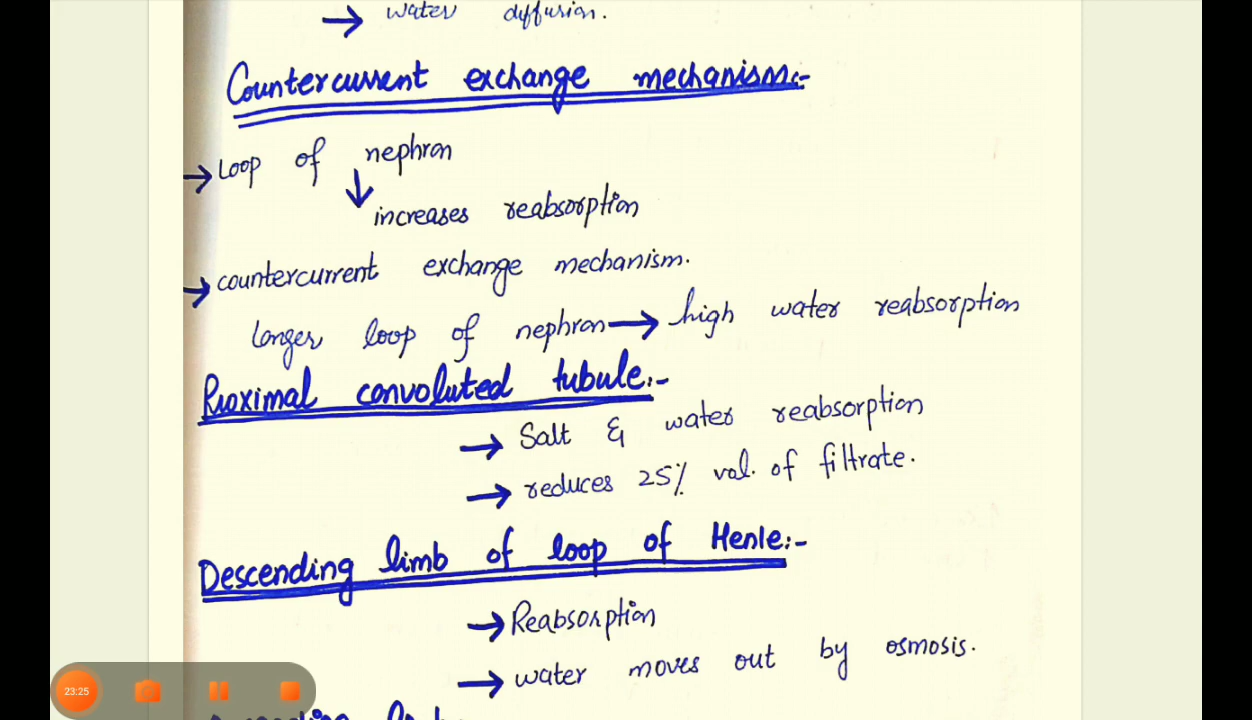 → water diffusion.
Countercurrent exchange mechanism:-
→ Loop of nephron
↓ increases reabsorption
→ countercurrent exchange mechanism.
longer loop of nephron → high water reabsorption
Proximal convoluted tubule:-
→ Salt & water reabsorption
→ reduces 25% vol. of filtrate.
Descending limb of loop of Henle:-
→ Reabsorption
→ water moves out by osmosis.
23:25